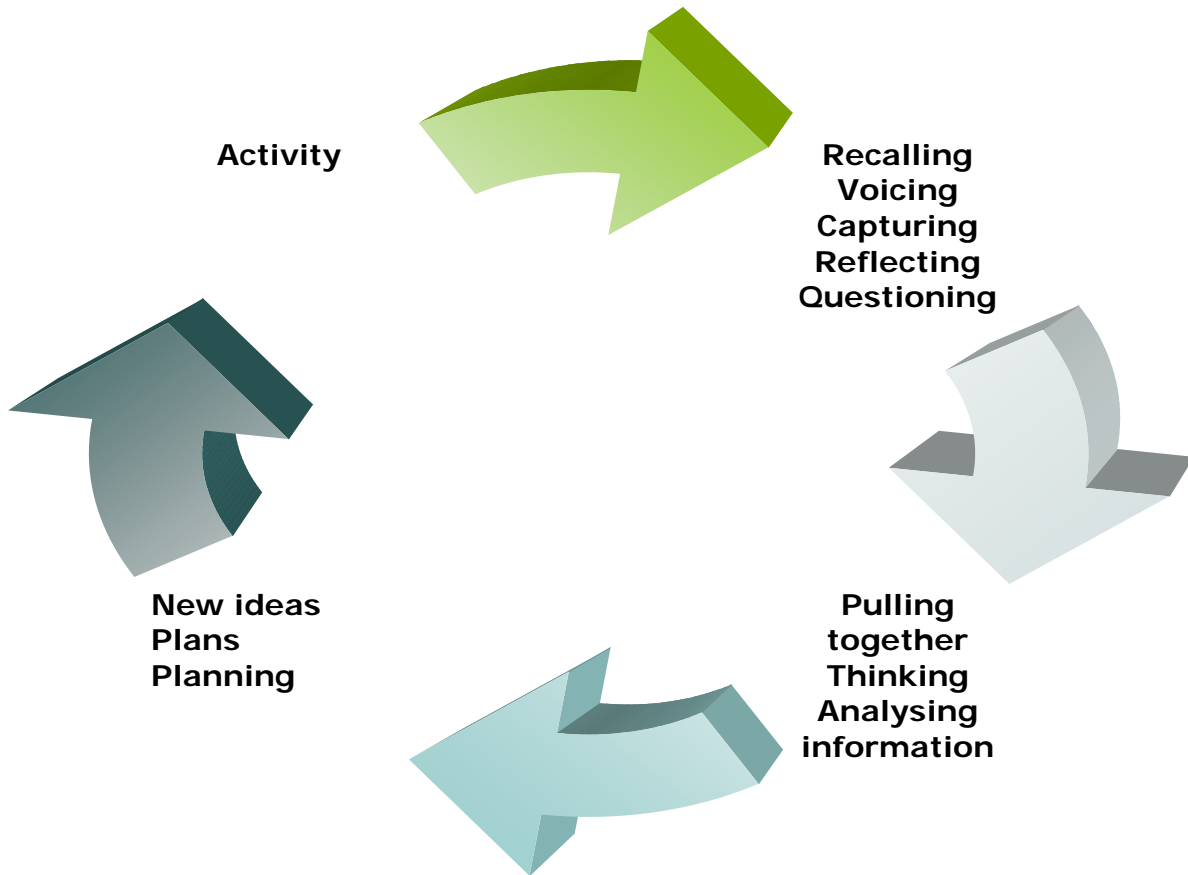 Activity
Recalling
Voicing
Capturing
Reflecting
Questioning
Pulling
together
Thinking
Analysing
information
New ideas
Plans
Planning